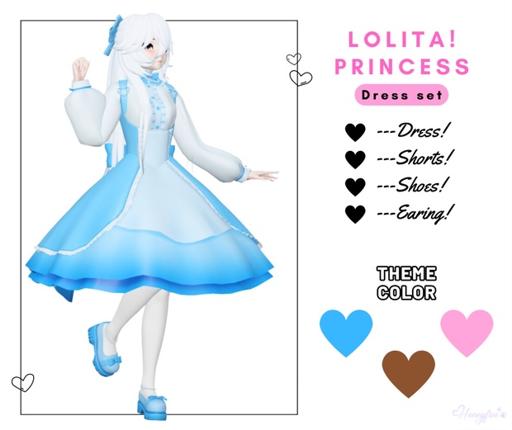 LOLITA!
PRINCESS
Dress set
---Dress!
---Shorts!
---Shoes!
---Earing!
THEME
COLOR